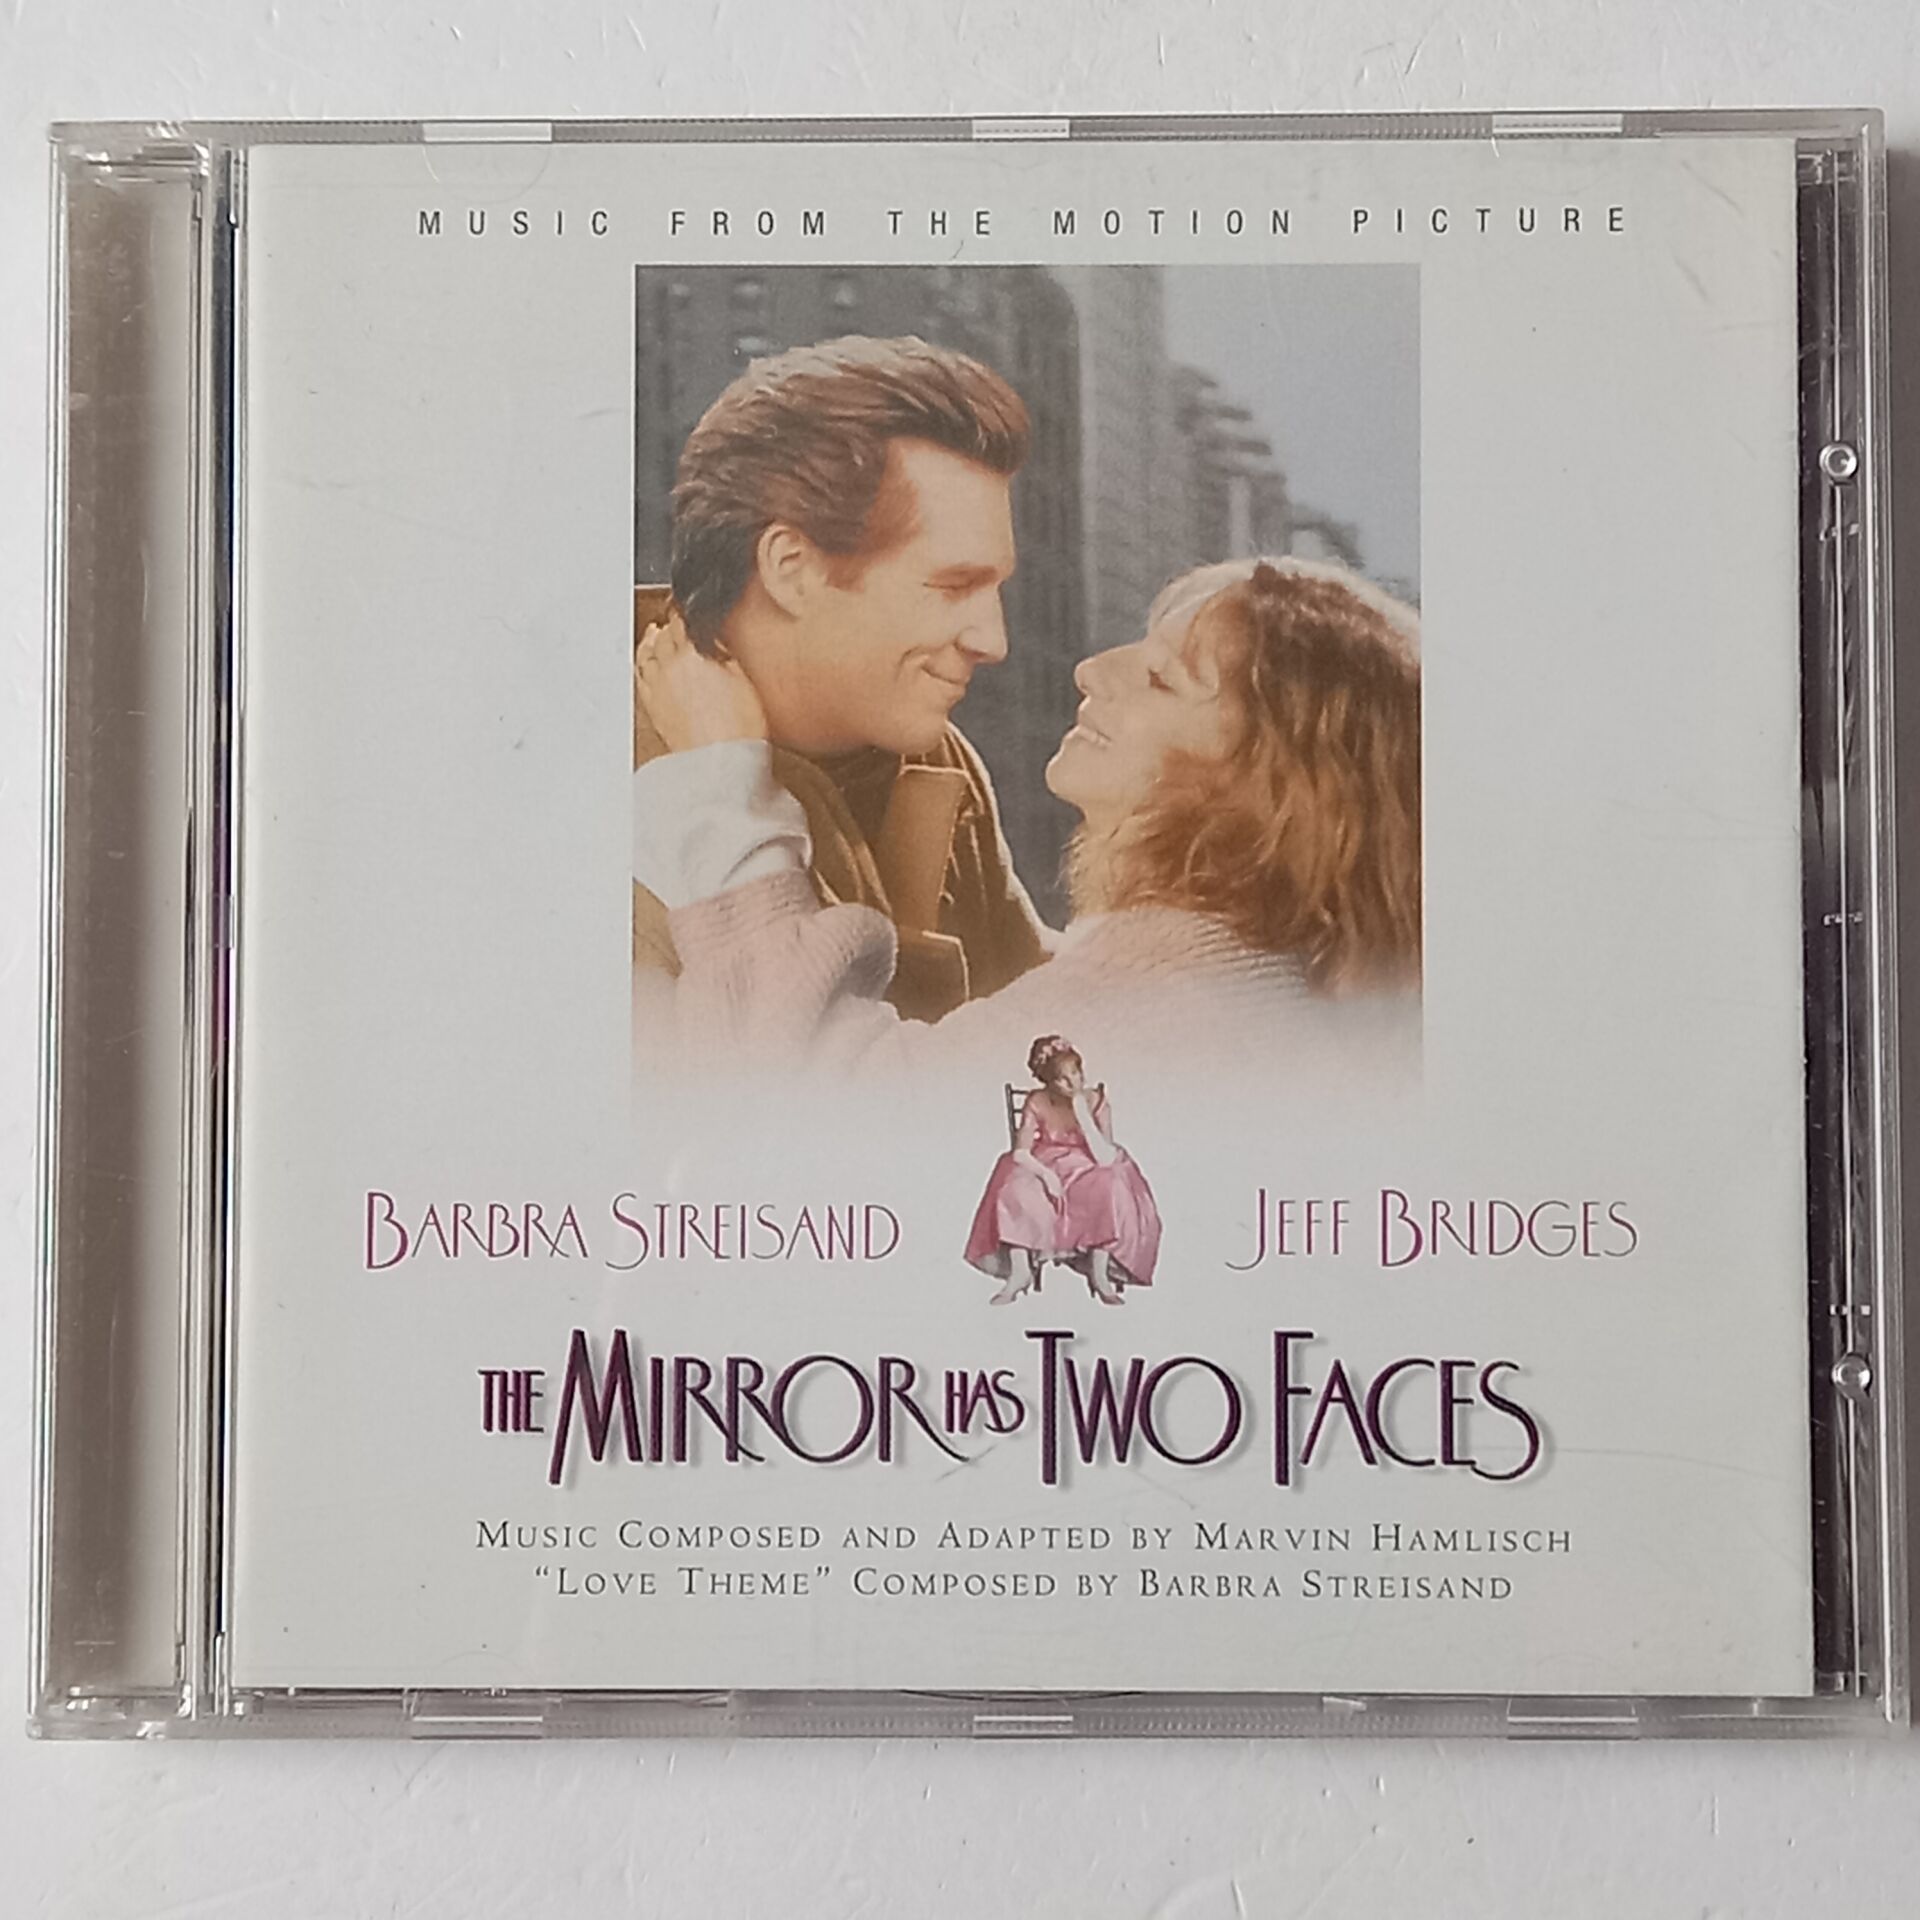 MUSIC FROM THE MOTION PICTURE
BARBRA STREISAND JEFF BRIDGES
THE MIRROR HAS TWO FACES
MUSIC COMPOSED AND ADAPTED BY MARVIN HAMLISCH
"LOVE THEME" COMPOSED BY BARBRA STREISAND